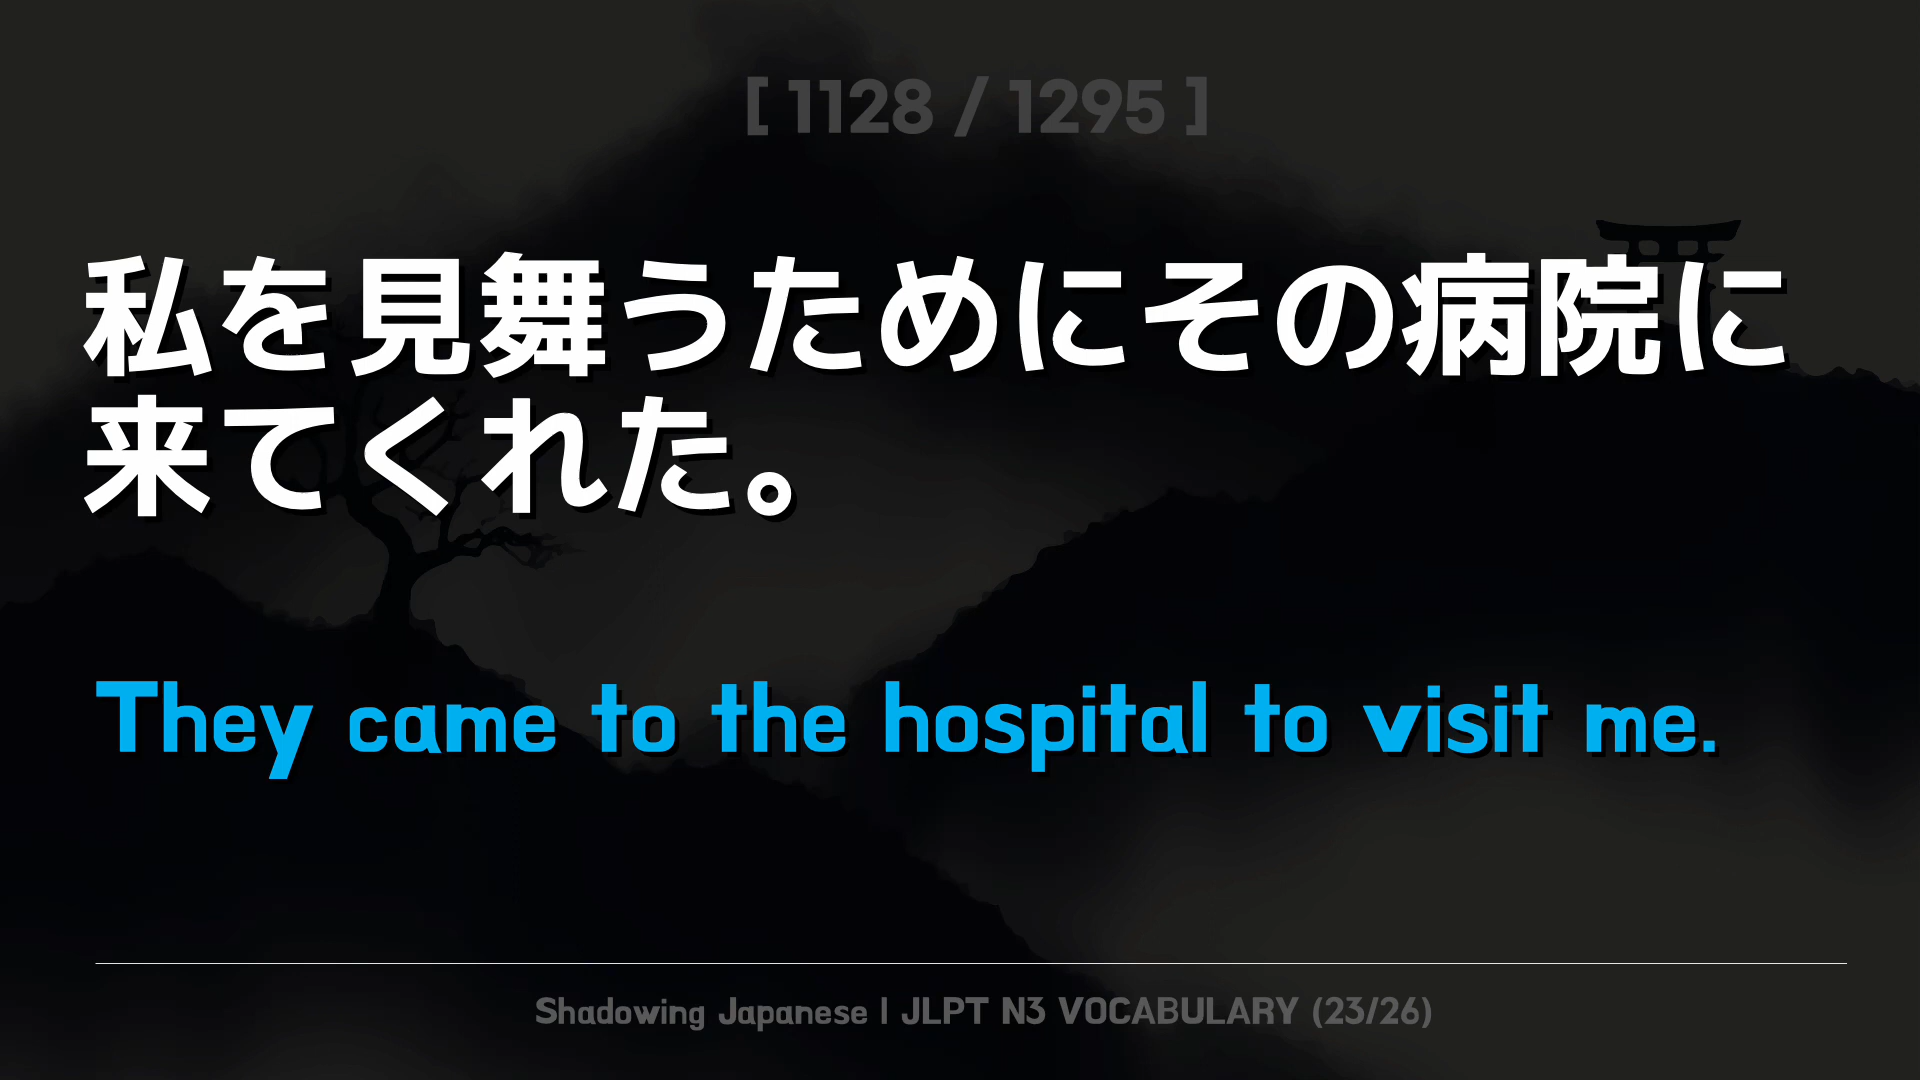 [ 1128 / 1295 ]
私を見舞うためにその病院に
来てくれた。
They came to the hospital to visit me.
Shadowing Japanese | JLPT N3 VOCABULARY (23/26)